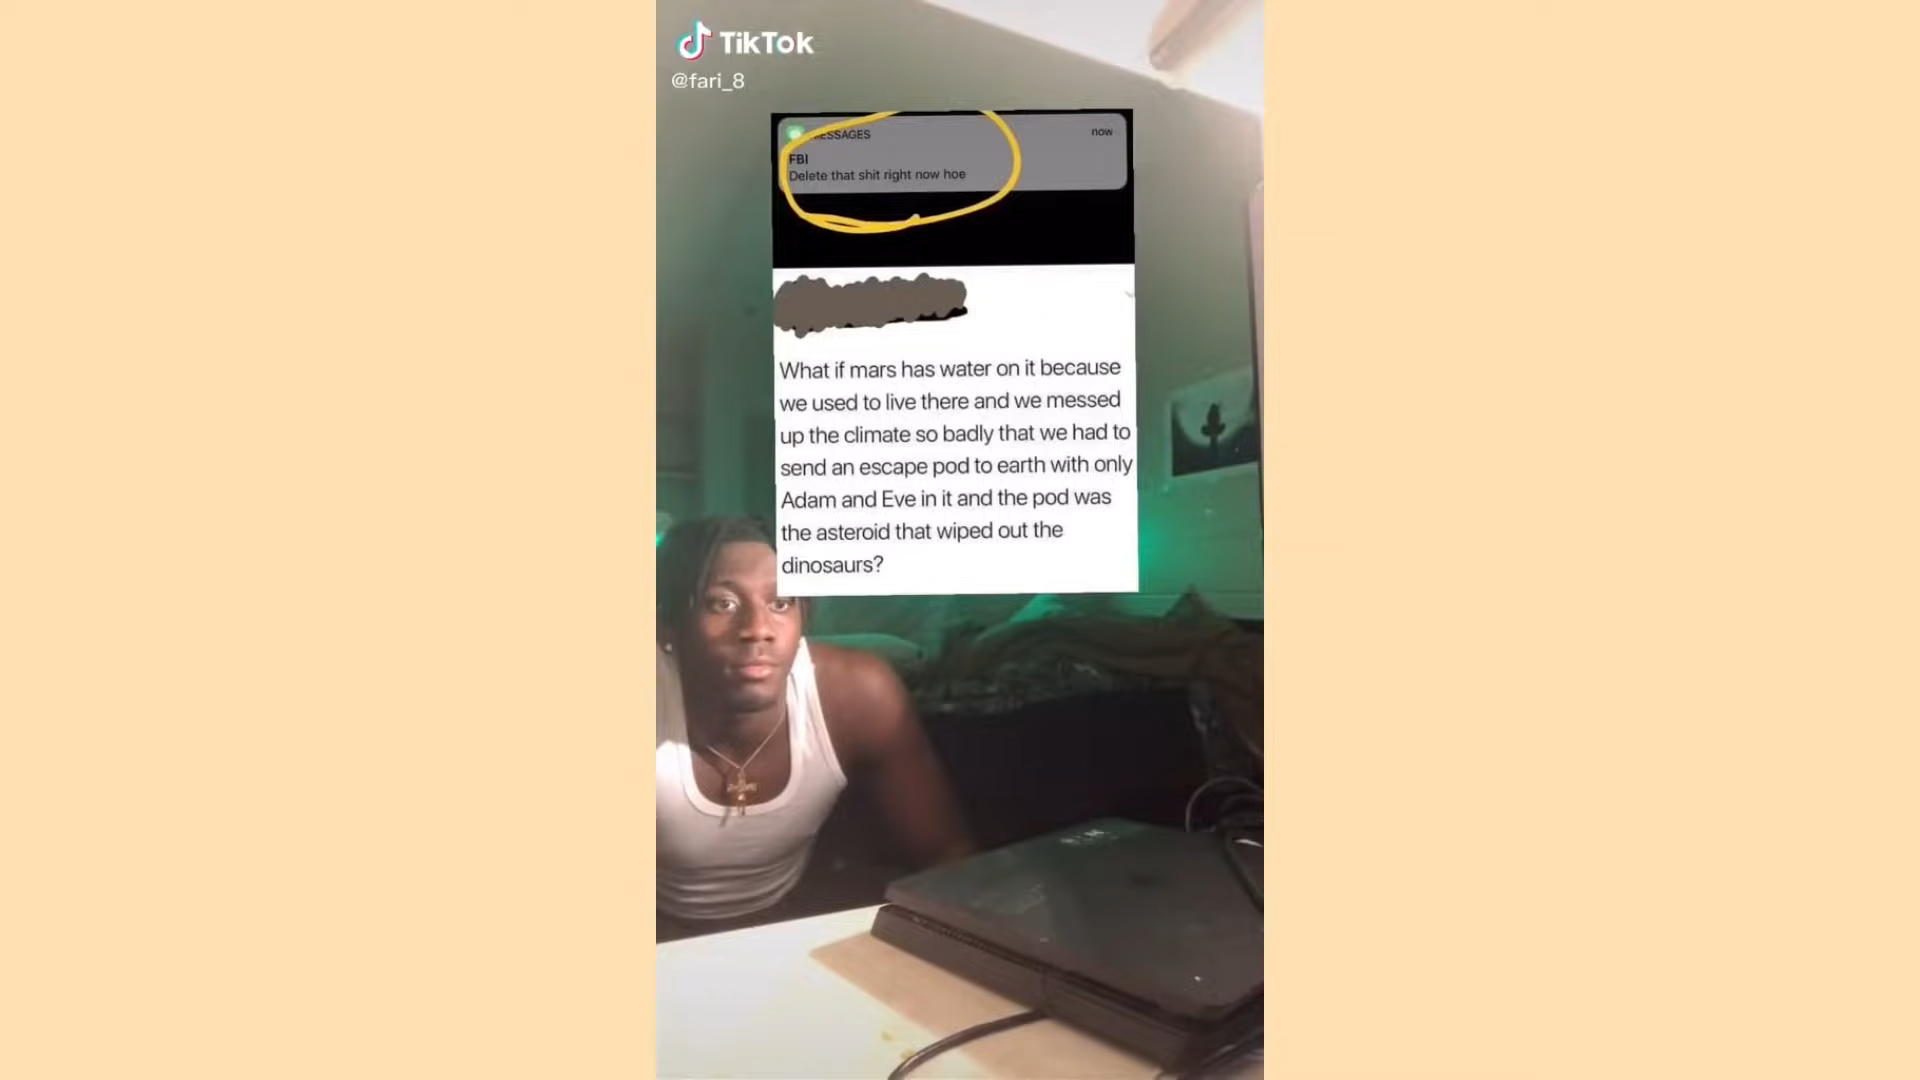 TikTok
@fari_8
MESSAGES
now
FBI
Delete that shit right now hoe
What if mars has water on it because
we used to live there and we messed
up the climate so badly that we had to
send an escape pod to earth with only
Adam and Eve in it and the pod was
the asteroid that wiped out the
dinosaurs?